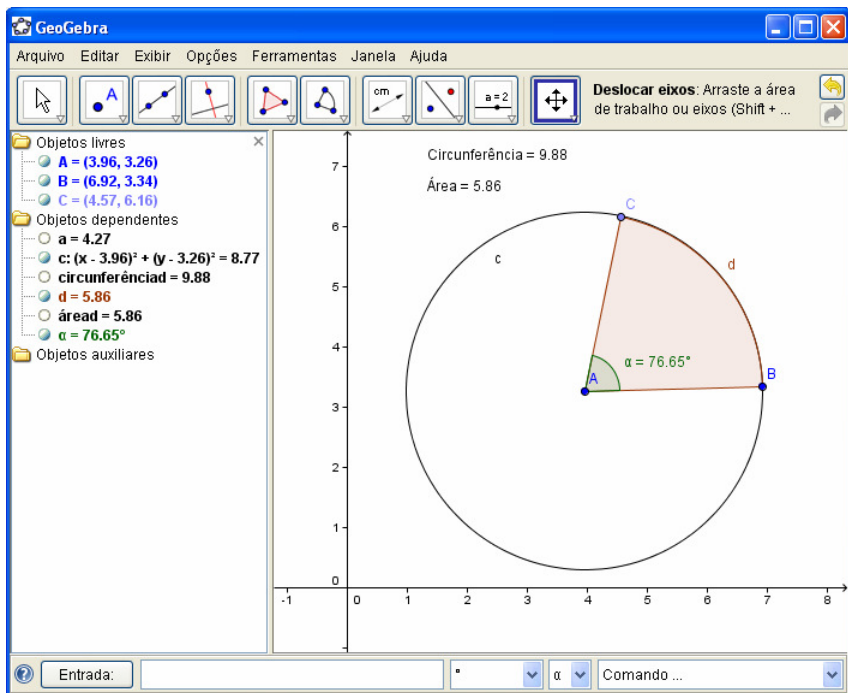 GeoGebra
Arquivo Editar Exibir Opções Ferramentas Janela Ajuda
A
cm
a=2
Deslocar eixos: Arraste a área
de trabalho ou eixos (Shift + ...
Objetos livres
A = (3.96, 3.26)
B = (6.92, 3.34)
C = (4.57, 6.16)
Objetos dependentes
a = 4.27
c: (x - 3.96)² + (y - 3.26)² = 8.77
circunferênciad = 9.88
d = 5.86
áread = 5.86
α = 76.65º
Objetos auxiliares
Circunferência = 9.88
Área = 5.86
C
c
d
α = 76.65°
A
B
7
6
5
4
3
2
1
0
-1 0 1 2 3 4 5 6 7 8
Entrada:
°
α
Comando ...